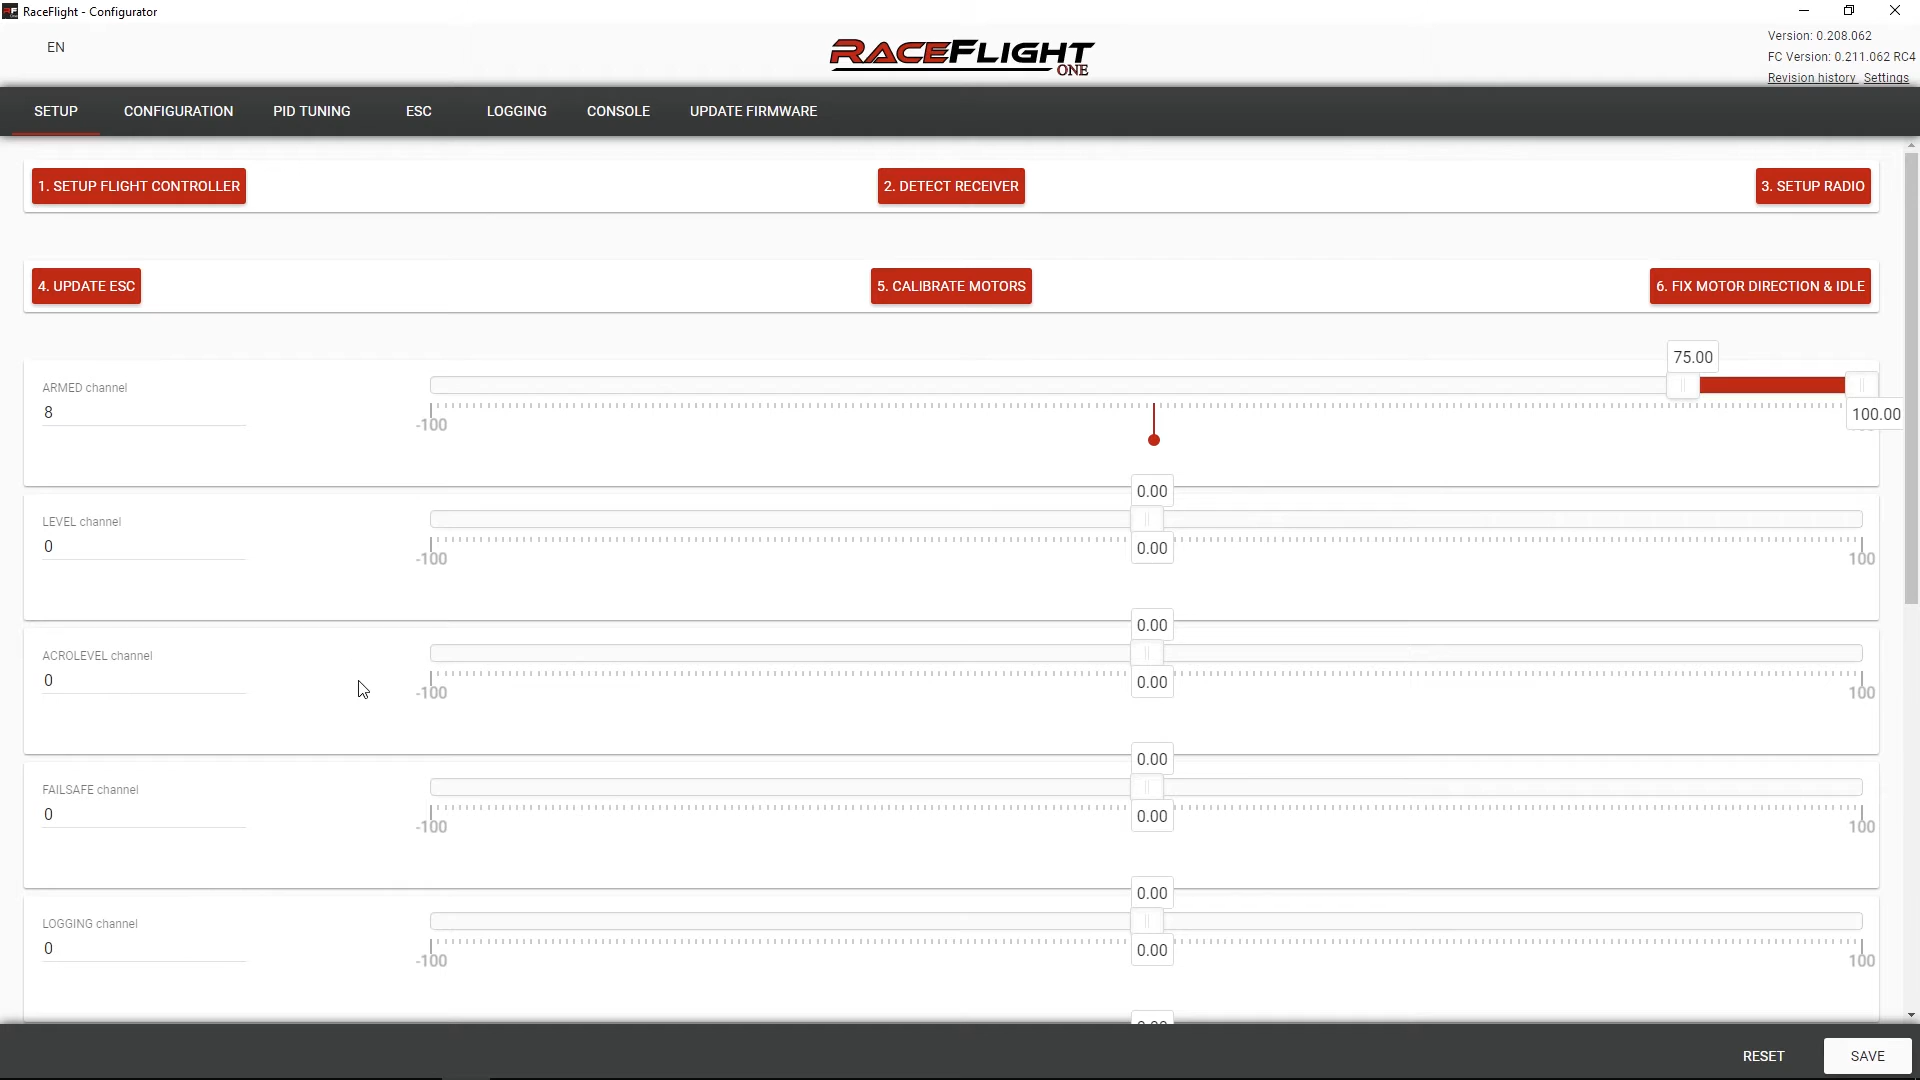 RaceFlight - Configurator
EN
RACEFLIGHT
ONE
Version: 0.208.062
FC Version: 0.211.062 RC4
Revision history Settings
SETUP CONFIGURATION PID TUNING ESC LOGGING CONSOLE UPDATE FIRMWARE
1. SETUP FLIGHT CONTROLLER 2. DETECT RECEIVER 3. SETUP RADIO
4. UPDATE ESC 5. CALIBRATE MOTORS 6. FIX MOTOR DIRECTION & IDLE
75.00
ARMED channel
8
-100 100.00
0.00
LEVEL channel
0 0.00
-100 100
0.00
ACROLEVEL channel
0 0.00
-100 100
0.00
FAILSAFE channel
0 0.00
-100 100
0.00
LOGGING channel
0 0.00
-100 100
RESET SAVE